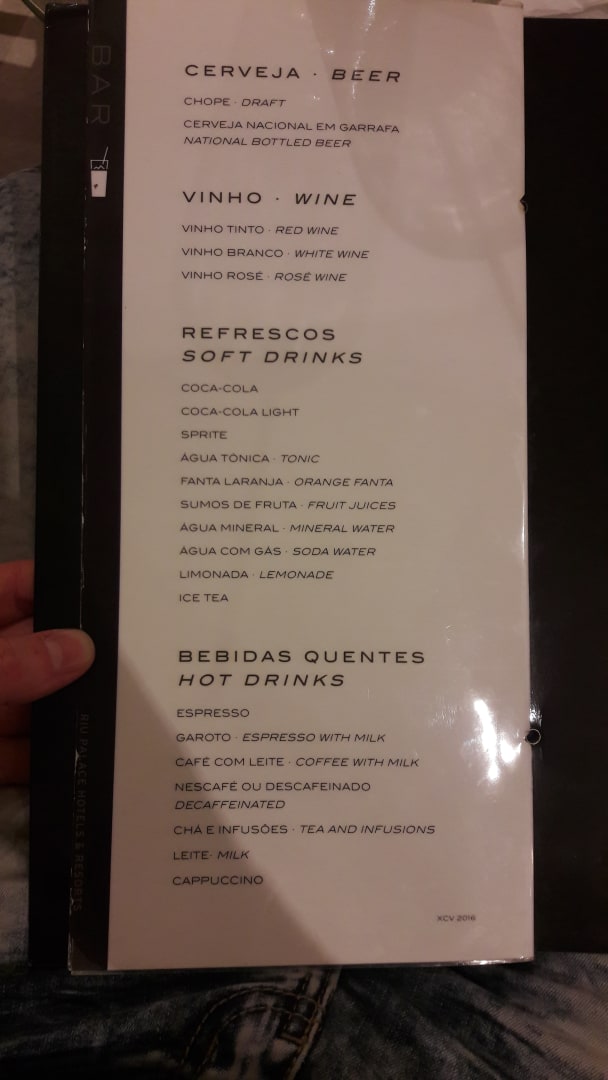 BAR
CERVEJA · BEER
CHOPE · DRAFT
CERVEJA NACIONAL EM GARRAFA
NATIONAL BOTTLED BEER
VINHO · WINE
VINHO TINTO · RED WINE
VINHO BRANCO · WHITE WINE
VINHO ROSÉ · ROSÉ WINE
REFRESCOS
SOFT DRINKS
COCA-COLA
COCA-COLA LIGHT
SPRITE
ÁGUA TÓNICA · TONIC
FANTA LARANJA · ORANGE FANTA
SUMOS DE FRUTA · FRUIT JUICES
ÁGUA MINERAL · MINERAL WATER
ÁGUA COM GÁS · SODA WATER
LIMONADA · LEMONADE
ICE TEA
BEBIDAS QUENTES
HOT DRINKS
ESPRESSO
GAROTO · ESPRESSO WITH MILK
CAFÉ COM LEITE · COFFEE WITH MILK
NESCAFÉ OU DESCAFEINADO
DECAFFEINATED
CHÁ E INFUSÕES · TEA AND INFUSIONS
LEITE· MILK
CAPPUCCINO
XCV 2016
RIU PALACE HOTELS & RESORTS